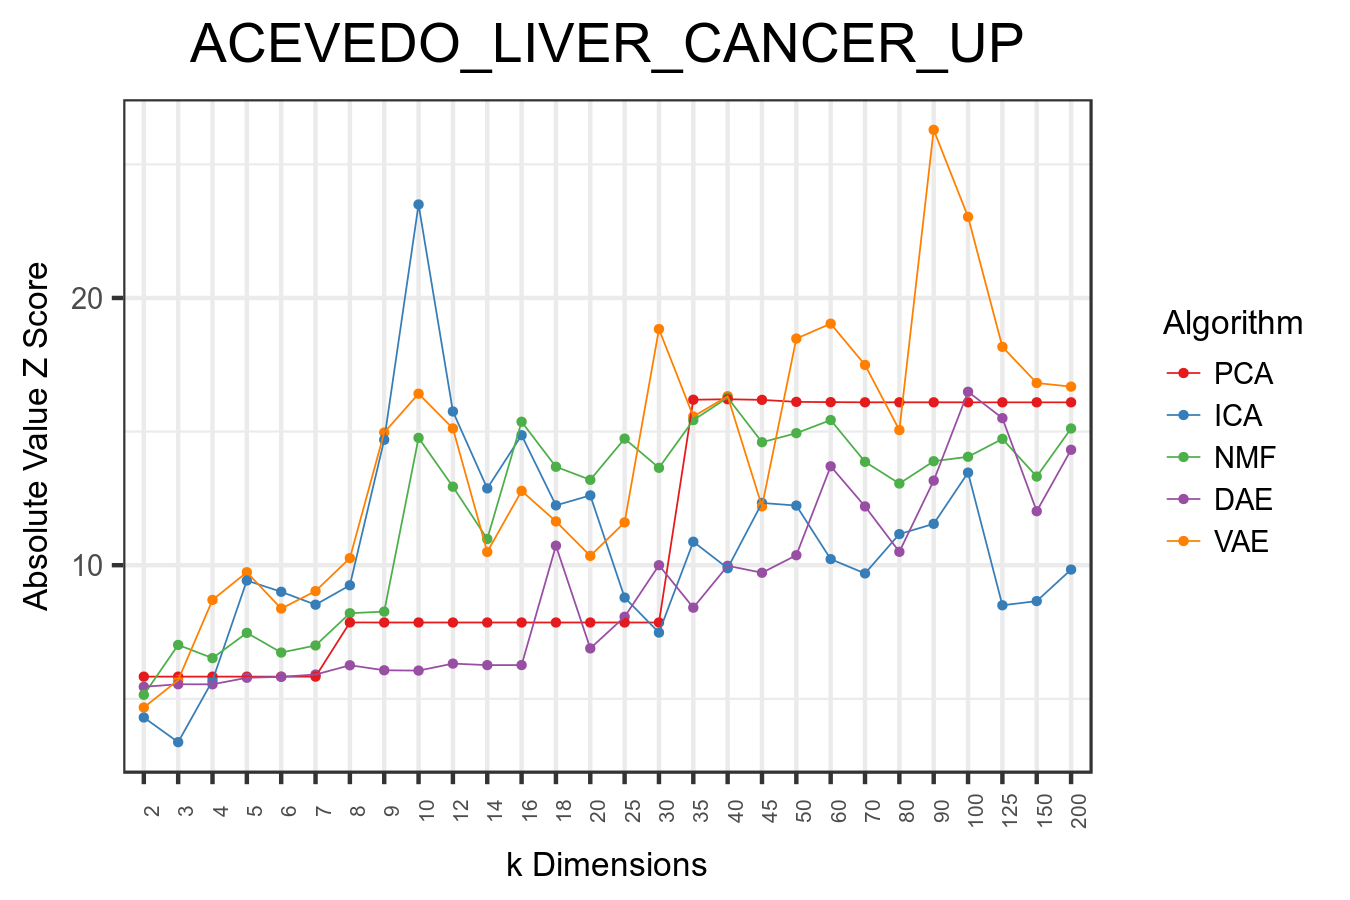 ACEVEDO_LIVER_CANCER_UP
Absolute Value Z Score
20
10
2 3 4 5 6 7 8 9 10 12 14 16 18 20 25 30 35 40 45 50 60 70 80 90 100 125 150 200
k Dimensions
Algorithm
PCA
ICA
NMF
DAE
VAE